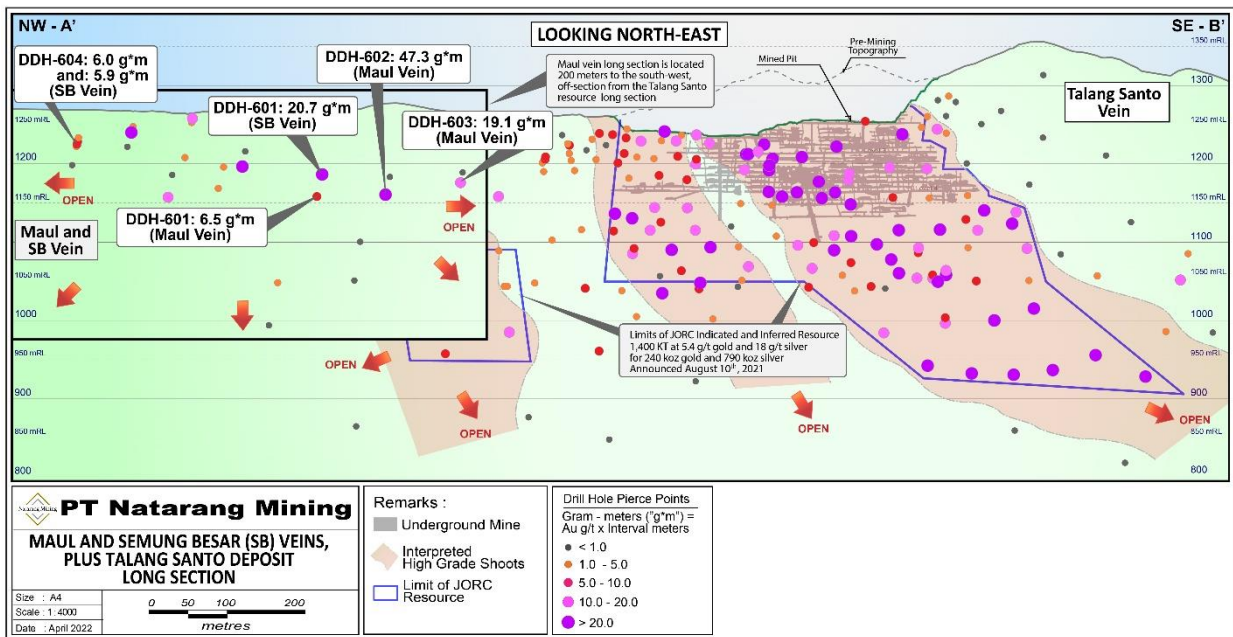 NW - A'
SE - B'
LOOKING NORTH-EAST
DDH-604: 6.0 g*m
and: 5.9 g*m
(SB Vein)
DDH-602: 47.3 g*m
(Maul Vein)
DDH-601: 20.7 g*m
(SB Vein)
DDH-603: 19.1 g*m
(Maul Vein)
DDH-601: 6.5 g*m
(Maul Vein)
Maul vein long section is located
200 meters to the south-west,
off-section from the Talang Santo
resource long section
Mined Pit
Pre-Mining
Topography
Talang Santo
Vein
Maul and
SB Vein
1250 mRL
1200
1150 mRL
1100
1050 mRL
1000
950 mRL
900
850 mRL
800
1350 mRL
1300
1250 mRL
1200
1150 mRL
1100
1050 mRL
1000
950 mRL
900
850 mRL
800
OPEN
OPEN
OPEN
OPEN
OPEN
OPEN
OPEN
OPEN
OPEN
Limits of JORC Indicated and Inferred Resource
1,400 KT at 5.4 g/t gold and 18 g/t silver
for 240 koz gold and 790 koz silver
Announced August 10th, 2021
Natarang Mining
PT Natarang Mining
MAUL AND SEMUNG BESAR (SB) VEINS,
PLUS TALANG SANTO DEPOSIT
LONG SECTION
Size : A4
Scale : 1: 4000
Date : April 2022
0 50 100 200
metres
Remarks :
Underground Mine
Interpreted
High Grade Shoots
Limit of JORC
Resource
Drill Hole Pierce Points
Gram - meters ("g*m") =
Au g/t x Interval meters
< 1.0
1.0 - 5.0
5.0 - 10.0
10.0 - 20.0
> 20.0